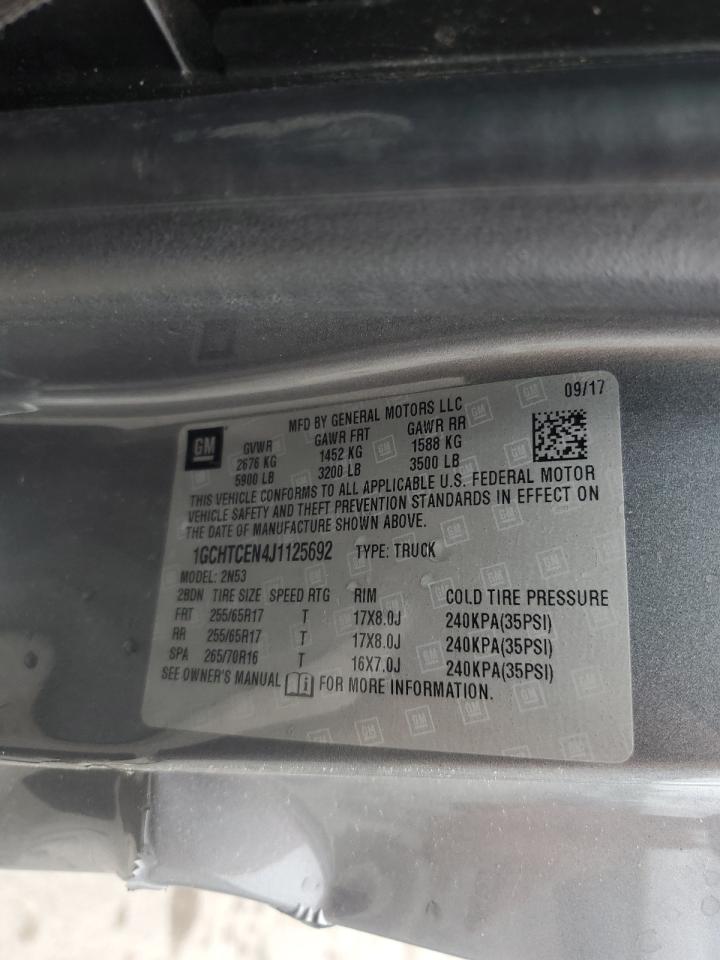 09/17
MFD BY GENERAL MOTORS LLC
GM
GVWR GAWR FRT GAWR RR
2676 KG 1452 KG 1588 KG
5900 LB 3200 LB 3500 LB
THIS VEHICLE CONFORMS TO ALL APPLICABLE U.S. FEDERAL MOTOR
VEHICLE SAFETY AND THEFT PREVENTION STANDARDS IN EFFECT ON
THE DATE OF MANUFACTURE SHOWN ABOVE.
1GCHTCEN4J1125692 TYPE: TRUCK
MODEL: 2N53
2BDN TIRE SIZE SPEED RTG RIM COLD TIRE PRESSURE
FRT 255/65R17 T 17X8.0J 240KPA(35PSI)
RR 255/65R17 T 17X8.0J 240KPA(35PSI)
SPA 265/70R16 T 16X7.0J 240KPA(35PSI)
SEE OWNER'S MANUAL FOR MORE INFORMATION.